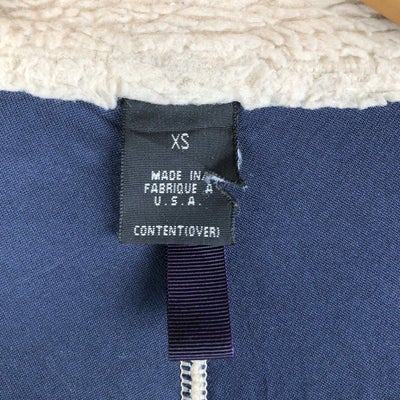 XS
MADE IN/
FABRIQUE A
U.S.A.
CONTENT(OVER)